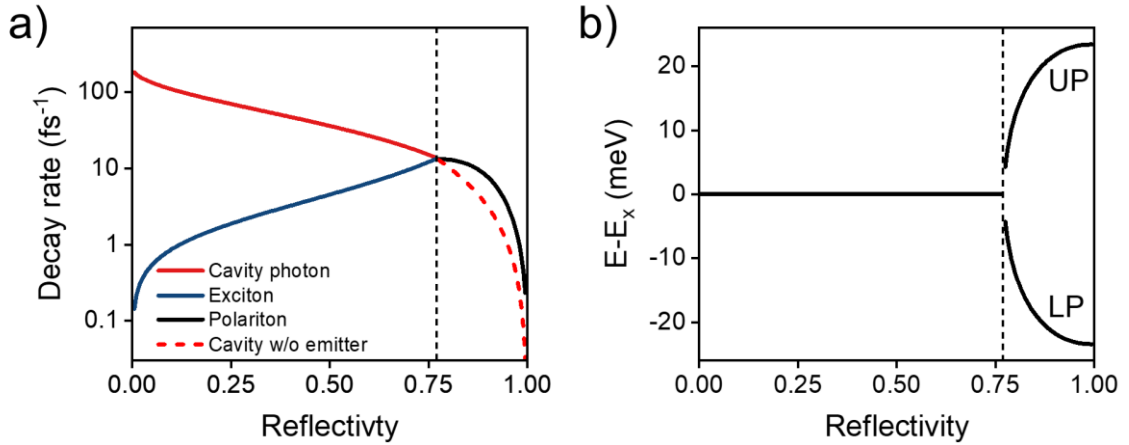 a)
Decay rate (fs⁻¹)
100
10
1
0.1
Cavity photon
Exciton
Polariton
Cavity w/o emitter
0.00 0.25 0.50 0.75 1.00
Reflectivty
b)
E-Eₓ (meV)
20
10
0
-10
-20
UP
LP
0.00 0.25 0.50 0.75 1.00
Reflectivity